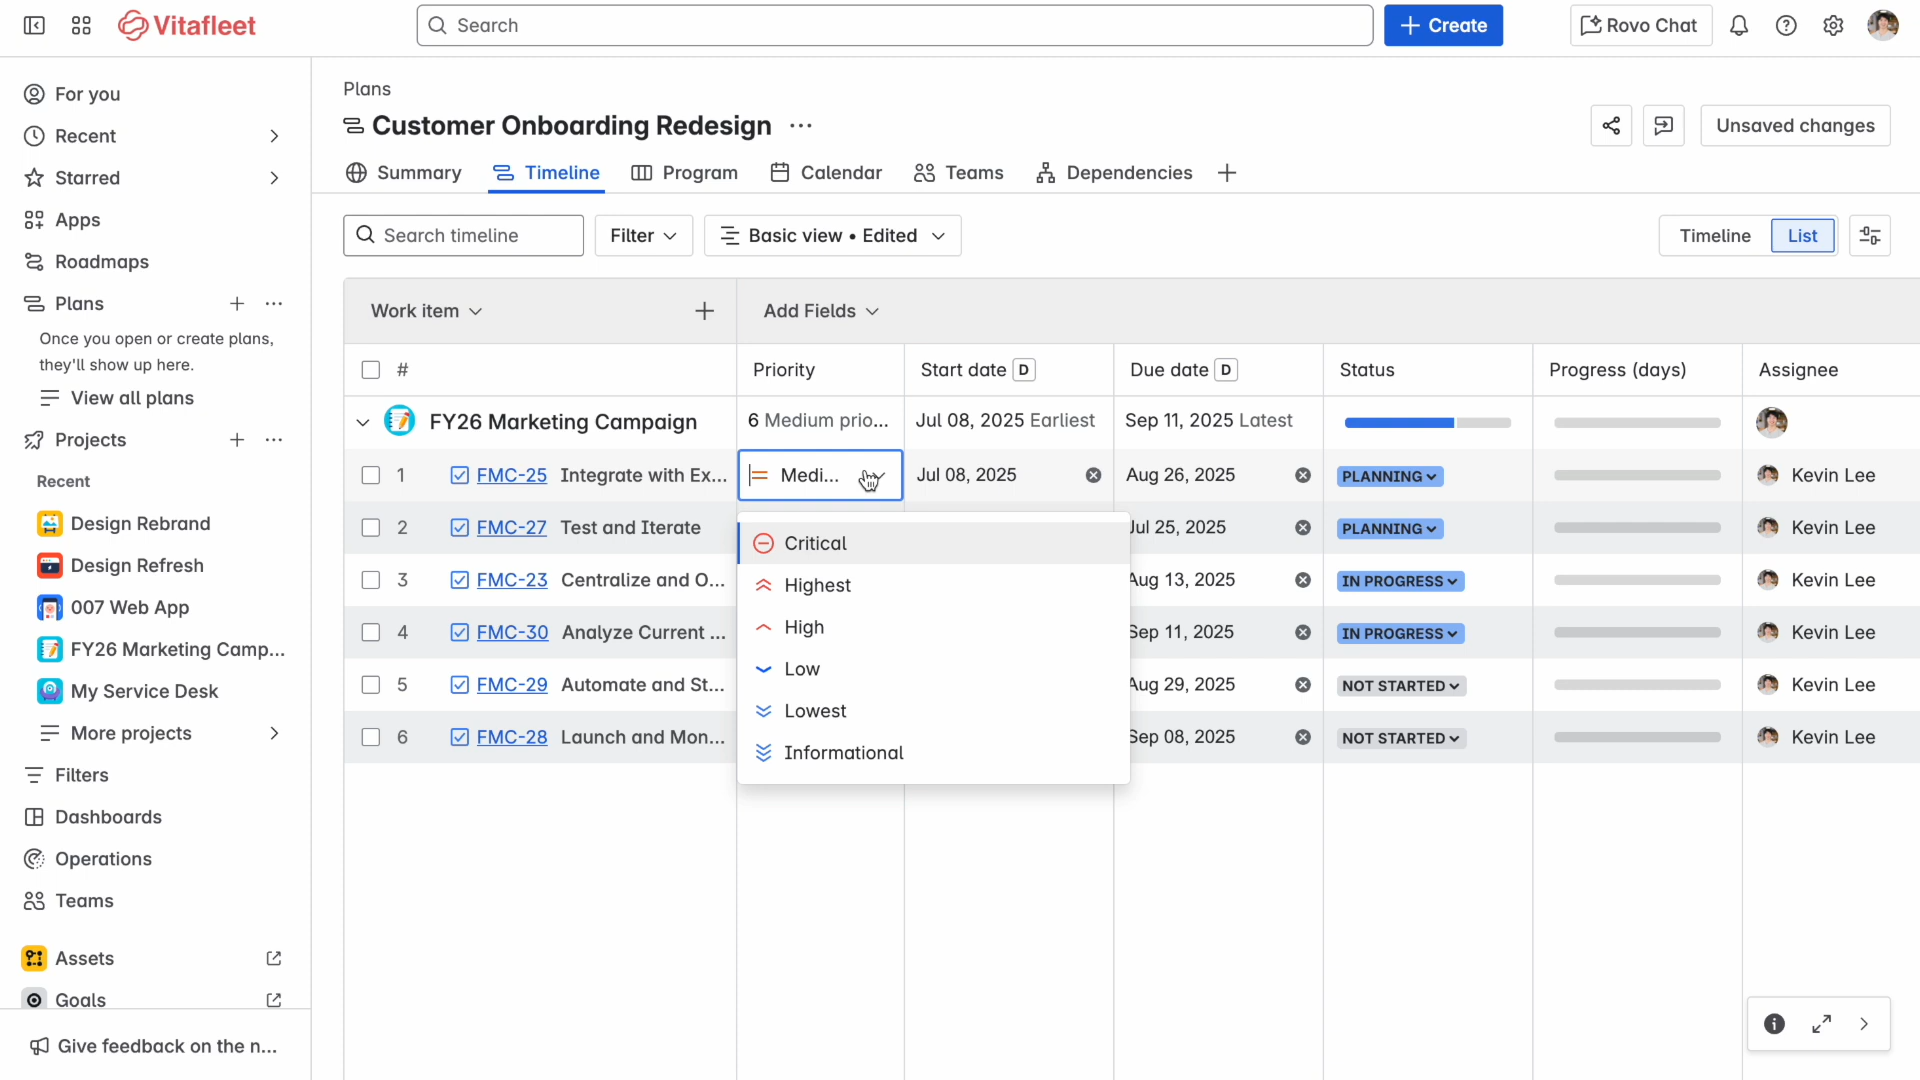 Vitafleet
Search
Create
Rovo Chat
For you
Recent
Starred
Apps
Roadmaps
Plans
Once you open or create plans,
they'll show up here.
View all plans
Projects
Recent
Design Rebrand
Design Refresh
007 Web App
FY26 Marketing Camp...
My Service Desk
More projects
Filters
Dashboards
Operations
Teams
Assets
Goals
Give feedback on the n...
Plans
Customer Onboarding Redesign
Unsaved changes
Summary
Timeline
Program
Calendar
Teams
Dependencies
Search timeline
Filter
Basic view • Edited
Timeline
List
Work item
Add Fields
#
Priority
Start date D
Due date D
Status
Progress (days)
Assignee
FY26 Marketing Campaign
6 Medium prio...
Jul 08, 2025 Earliest
Sep 11, 2025 Latest
1 FMC-25 Integrate with Ex... Medi... Jul 08, 2025 Aug 26, 2025 PLANNING Kevin Lee
2 FMC-27 Test and Iterate Jul 25, 2025 PLANNING Kevin Lee
3 FMC-23 Centralize and O... Aug 13, 2025 IN PROGRESS Kevin Lee
4 FMC-30 Analyze Current ... Sep 11, 2025 IN PROGRESS Kevin Lee
5 FMC-29 Automate and St... Aug 29, 2025 NOT STARTED Kevin Lee
6 FMC-28 Launch and Mon... Sep 08, 2025 NOT STARTED Kevin Lee
Critical
Highest
High
Low
Lowest
Informational